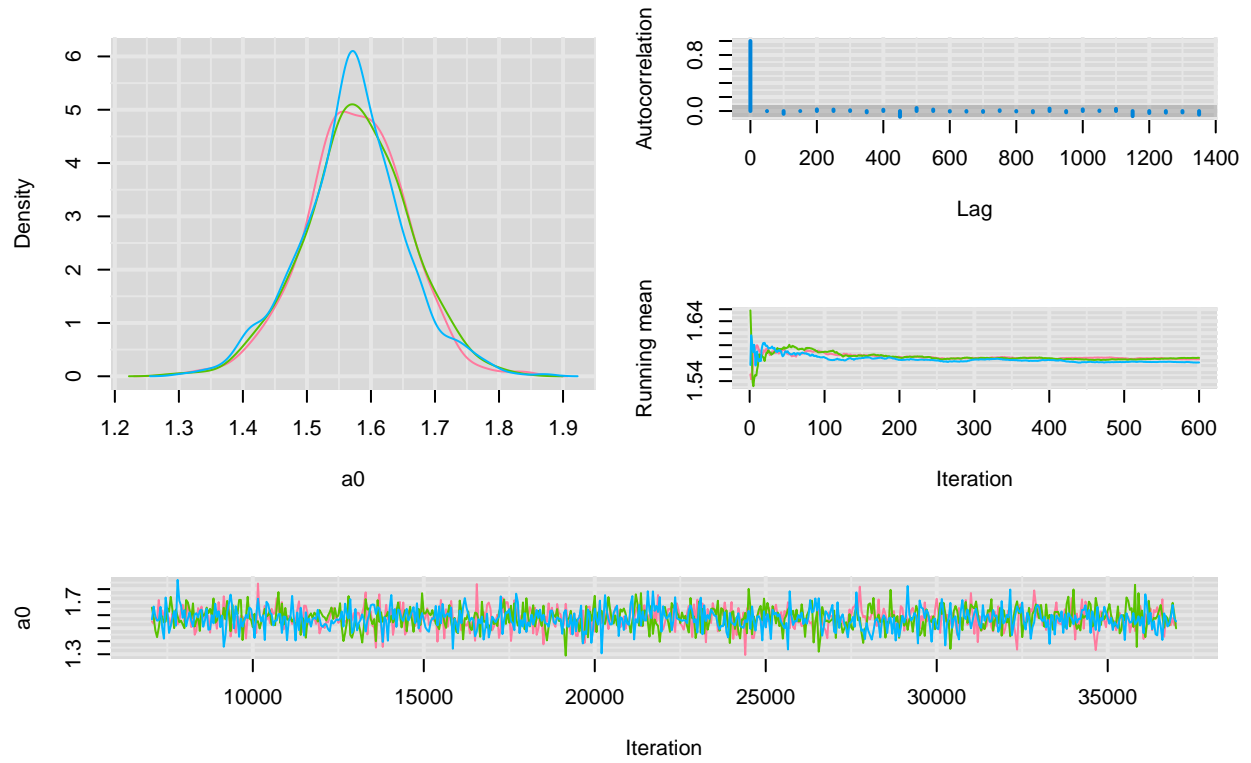 Density
0 1 2 3 4 5 6
1.2 1.3 1.4 1.5 1.6 1.7 1.8 1.9
a0
Autocorrelation
0.0 0.8
0 200 400 600 800 1000 1200 1400
Lag
Running mean
1.54 1.64
0 100 200 300 400 500 600
Iteration
a0
1.3 1.7
10000 15000 20000 25000 30000 35000
Iteration